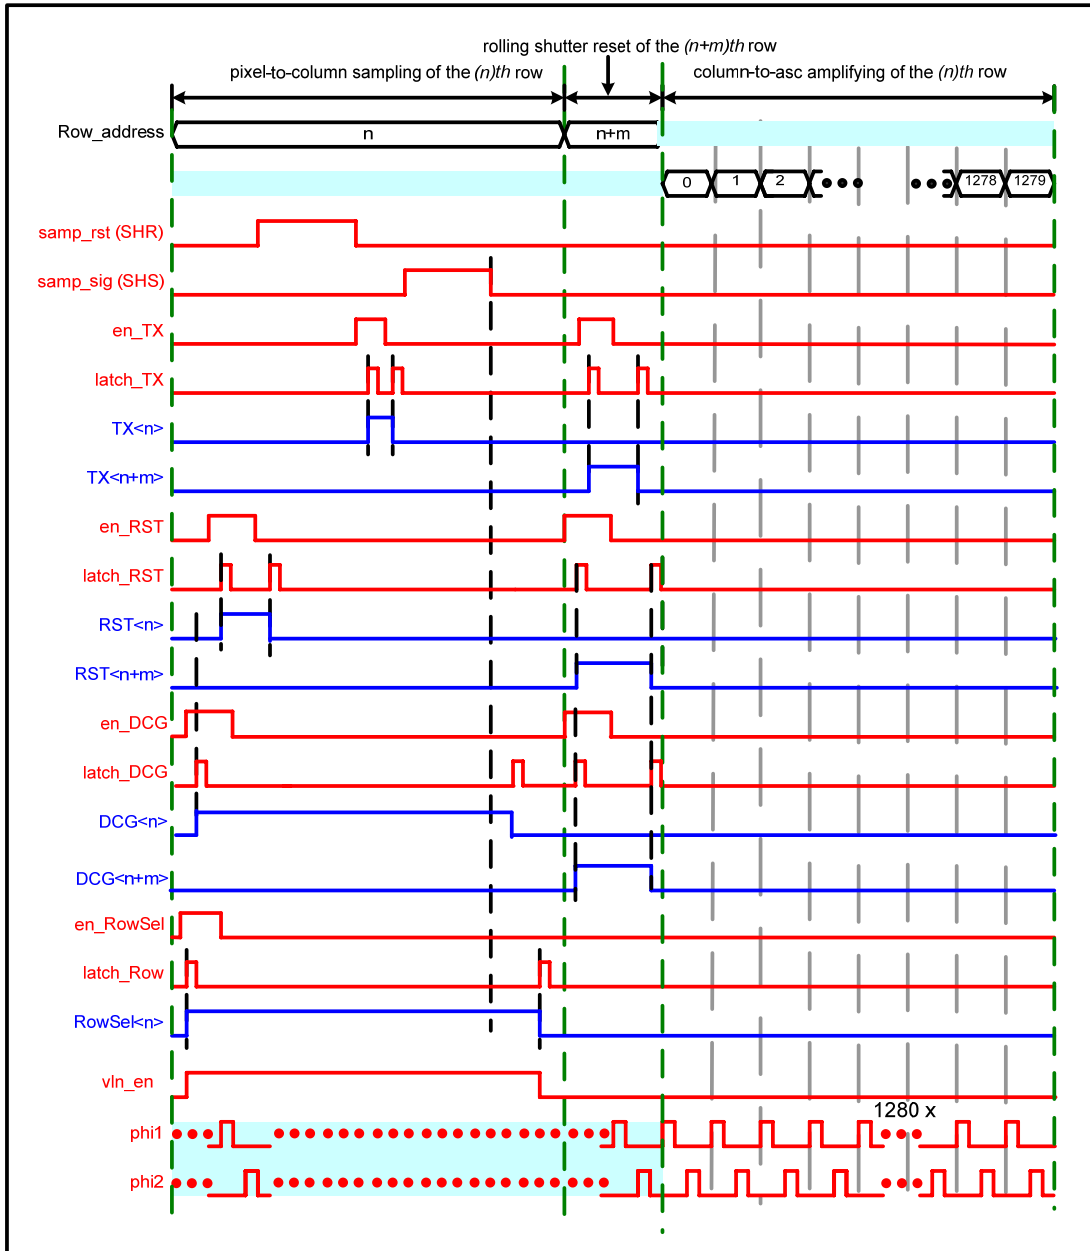 rolling shutter reset of the (n+m)th row
pixel-to-column sampling of the (n)th row
column-to-asc amplifying of the (n)th row
Row_address
n
n+m
0
1
2
1278
1279
samp_rst (SHR)
samp_sig (SHS)
en_TX
latch_TX
TX<n>
TX<n+m>
en_RST
latch_RST
RST<n>
RST<n+m>
en_DCG
latch_DCG
DCG<n>
DCG<n+m>
en_RowSel
latch_Row
RowSel<n>
vln_en
1280 x
phi1
phi2